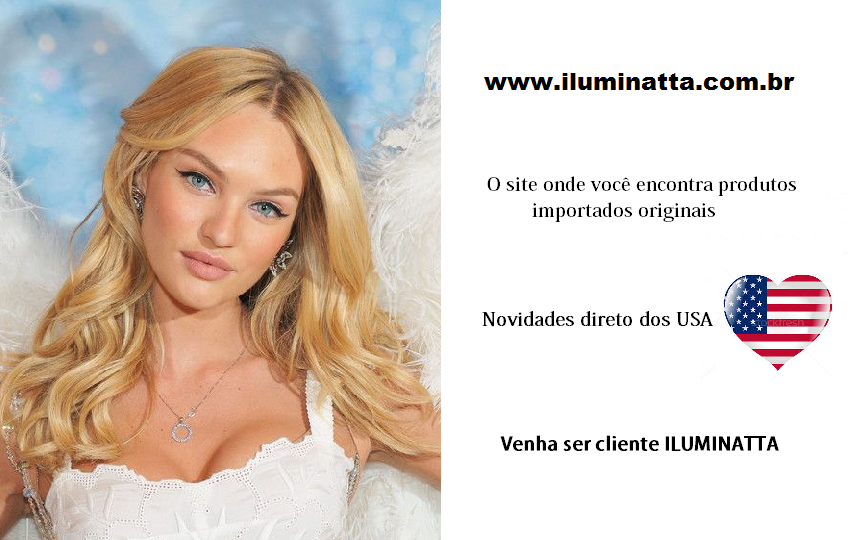 www.iluminatta.com.br
O site onde você encontra produtos
importados originais
Novidades direto dos USA
Venha ser cliente ILUMINATTA